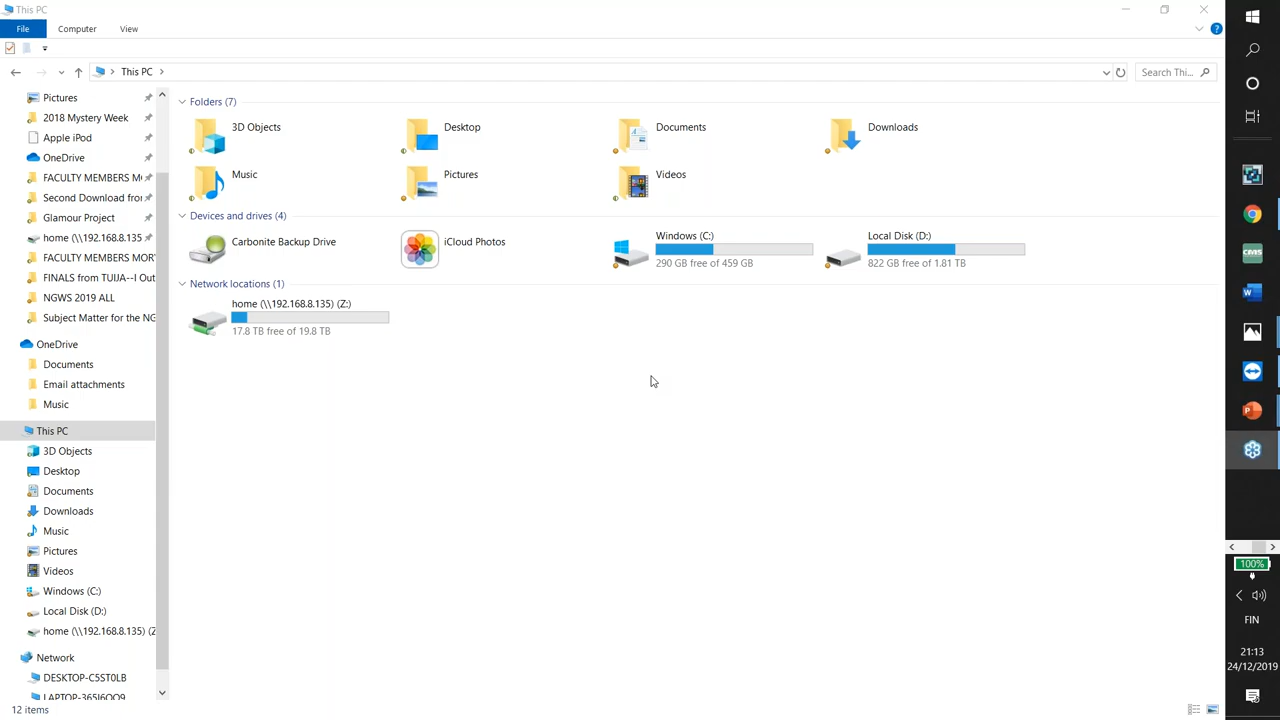 This PC
File
Computer
View
?
This PC
Search Thi...
Pictures
2018 Mystery Week
Apple iPod
OneDrive
FACULTY MEMBERS MO
Second Download fro
Glamour Project
home (\\192.168.8.135
FACULTY MEMBERS MOR
FINALS from TUIJA--I Out
NGWS 2019 ALL
Subject Matter for the NG
OneDrive
Documents
Email attachments
Music
This PC
3D Objects
Desktop
Documents
Downloads
Music
Pictures
Videos
Windows (C:)
Local Disk (D:)
home (\\192.168.8.135) (Z
Network
DESKTOP-C5ST0LB
12 items
Folders (7)
3D Objects
Desktop
Documents
Downloads
Music
Pictures
Videos
Devices and drives (4)
Carbonite Backup Drive
iCloud Photos
Windows (C:)
290 GB free of 459 GB
Local Disk (D:)
822 GB free of 1.81 TB
Network locations (1)
home (\\192.168.8.135) (Z:)
17.8 TB free of 19.8 TB
CMS
W
P
100%
FIN
21:13
24/12/2019